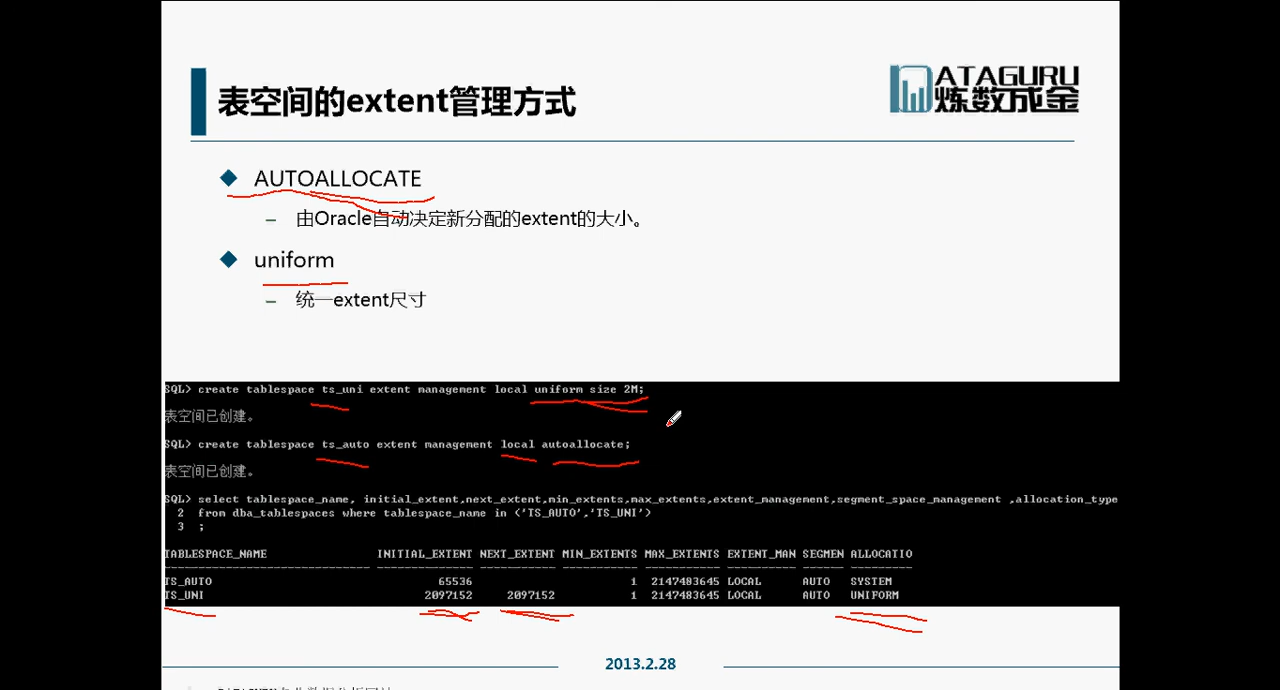 表空间的extent管理方式
ATAGURU
炼数成金
AUTOALLOCATE
– 由Oracle自动决定新分配的extent的大小。
uniform
– 统一extent尺寸
SQL> create tablespace ts_uni extent management local uniform size 2M;
表空间已创建。
SQL> create tablespace ts_auto extent management local autoallocate;
表空间已创建。
SQL> select tablespace_name, initial_extent,next_extent,min_extents,max_extents,extent_management,segment_space_management ,allocation_type
2 from dba_tablespaces where tablespace_name in ('TS_AUTO','TS_UNI')
3 ;
TABLESPACE_NAME INITIAL_EXTENT NEXT_EXTENT MIN_EXTENTS MAX_EXTENTS EXTENT_MAN SEGMEN ALLOCATIO
------------------------------ -------------- ----------- ----------- ----------- ---------- ------ ---------
TS_AUTO 65536 1 2147483645 LOCAL AUTO SYSTEM
TS_UNI 2097152 2097152 1 2147483645 LOCAL AUTO UNIFORM
2013.2.28